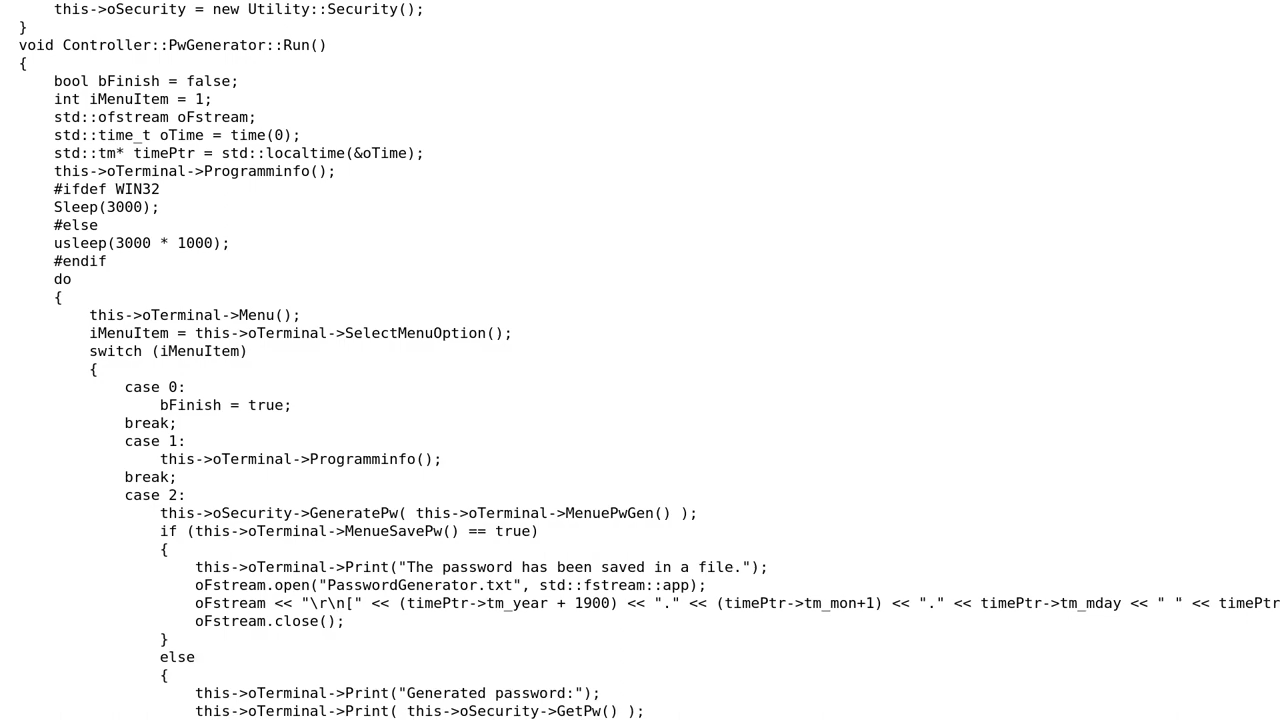 this->oSecurity = new Utility::Security();
}
void Controller::PwGenerator::Run()
{
bool bFinish = false;
int iMenuItem = 1;
std::ofstream oFstream;
std::time_t oTime = time(0);
std::tm* timePtr = std::localtime(&oTime);
this->oTerminal->Programminfo();
#ifdef WIN32
Sleep(3000);
#else
usleep(3000 * 1000);
#endif
do
{
this->oTerminal->Menu();
iMenuItem = this->oTerminal->SelectMenuOption();
switch (iMenuItem)
{
case 0:
bFinish = true;
break;
case 1:
this->oTerminal->Programminfo();
break;
case 2:
this->oSecurity->GeneratePw( this->oTerminal->MenuePwGen() );
if (this->oTerminal->MenueSavePw() == true)
{
this->oTerminal->Print("The password has been saved in a file.");
oFstream.open("PasswordGenerator.txt", std::fstream::app);
oFstream << "\r\n[" << (timePtr->tm_year + 1900) << "." << (timePtr->tm_mon+1) << "." << timePtr->tm_mday << " " << timePtr
oFstream.close();
}
else
{
this->oTerminal->Print("Generated password:");
this->oTerminal->Print( this->oSecurity->GetPw() );